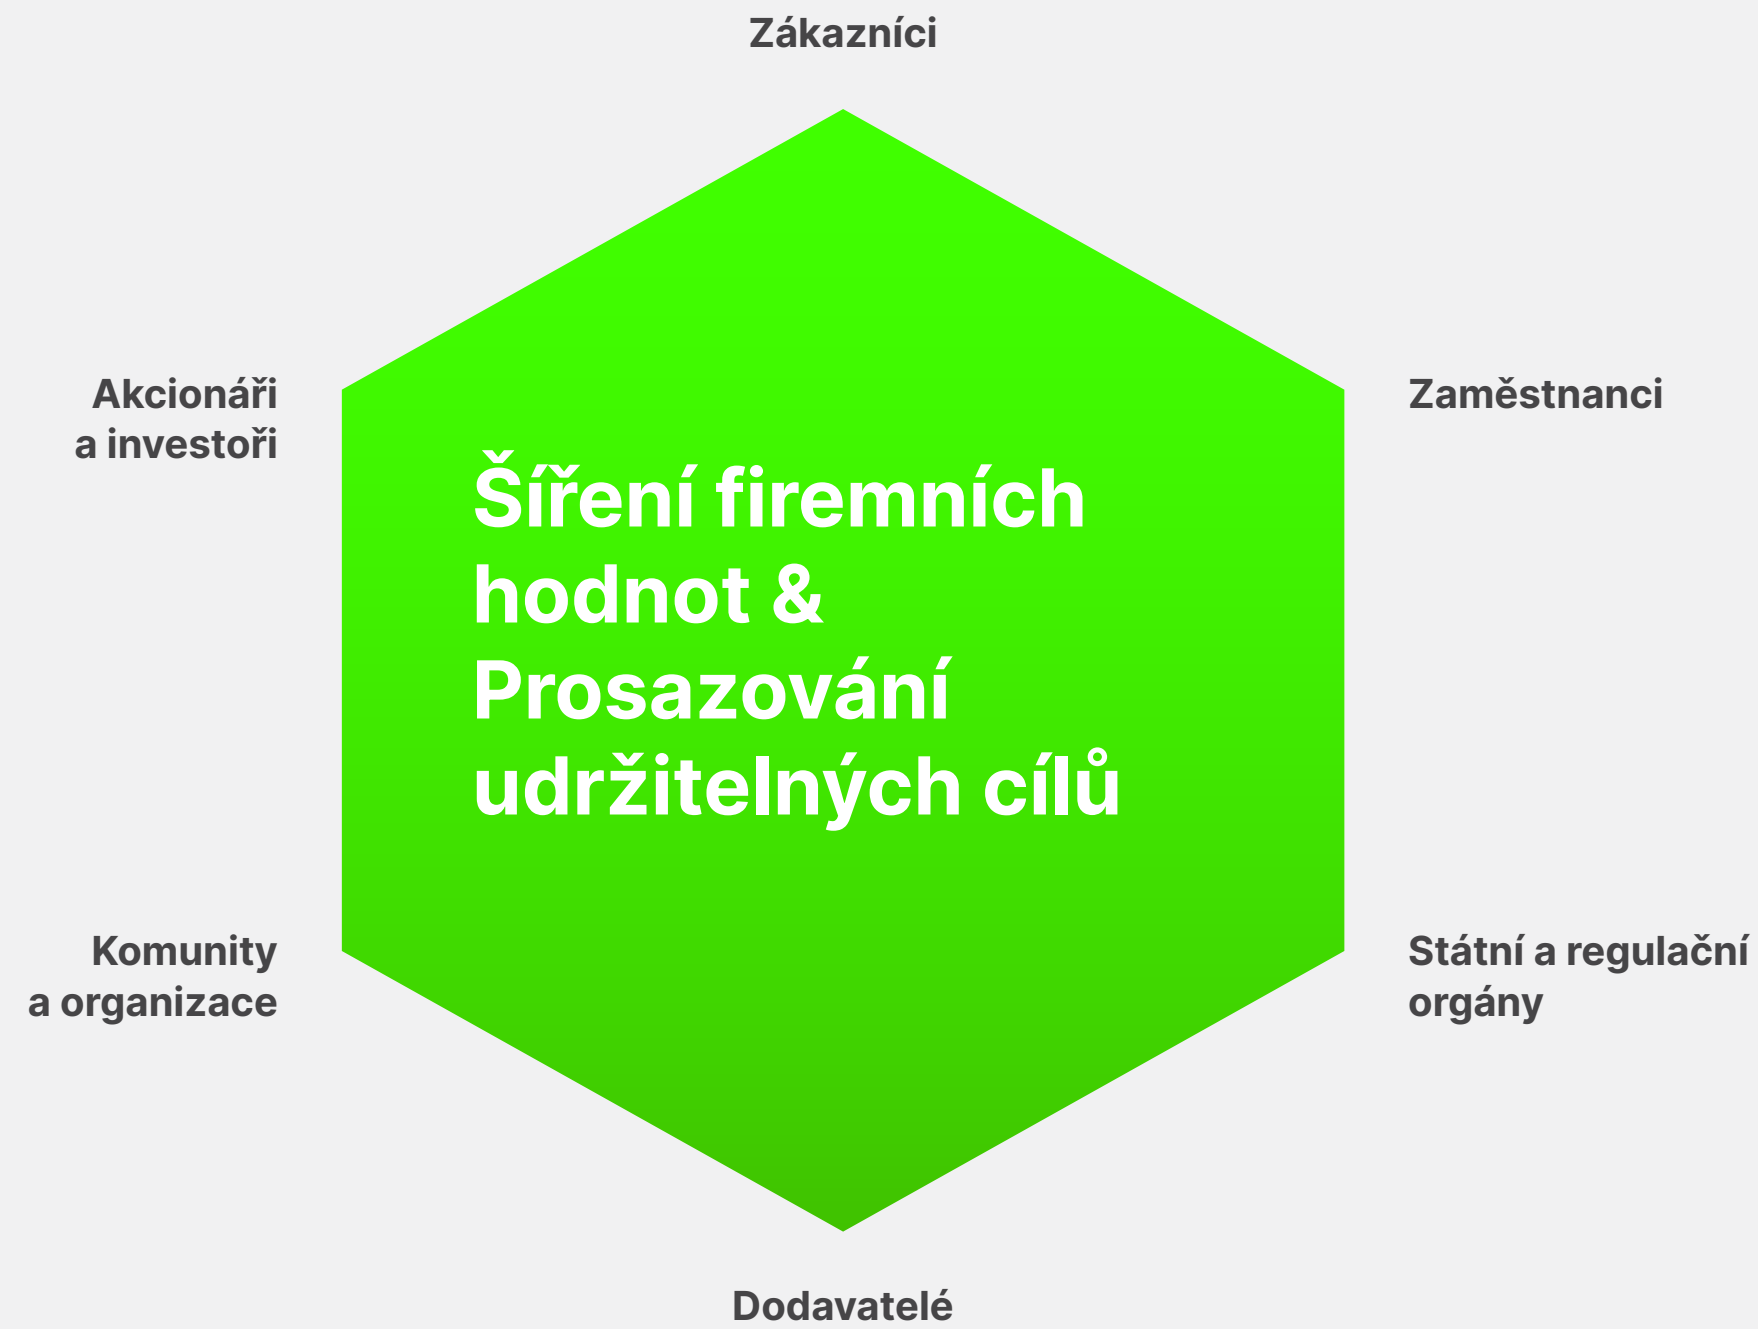 Zákazníci
Akcionáři
a investoři
Zaměstnanci
Šíření firemních
hodnot &
Prosazování
udržitelných cílů
Komunity
a organizace
Státní a regulační
orgány
Dodavatelé